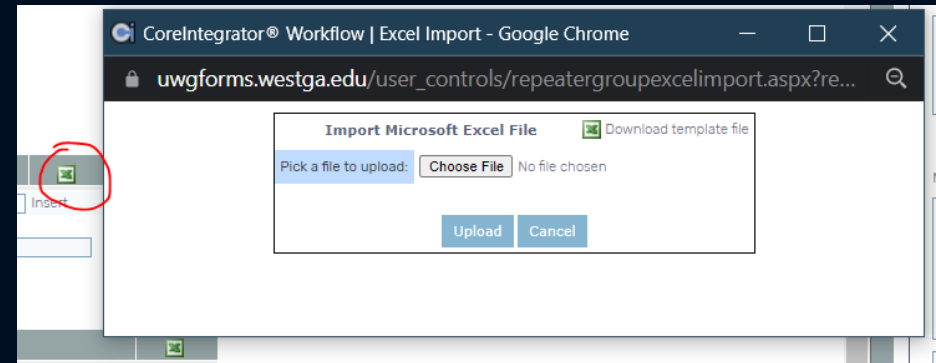 CoreIntegrator® Workflow | Excel Import - Google Chrome
uwgforms.westga.edu/user_controls/repeatergroupexcelimport.aspx?re...
Import Microsoft Excel File
Download template file
Pick a file to upload: Choose File No file chosen
Insert
Upload Cancel